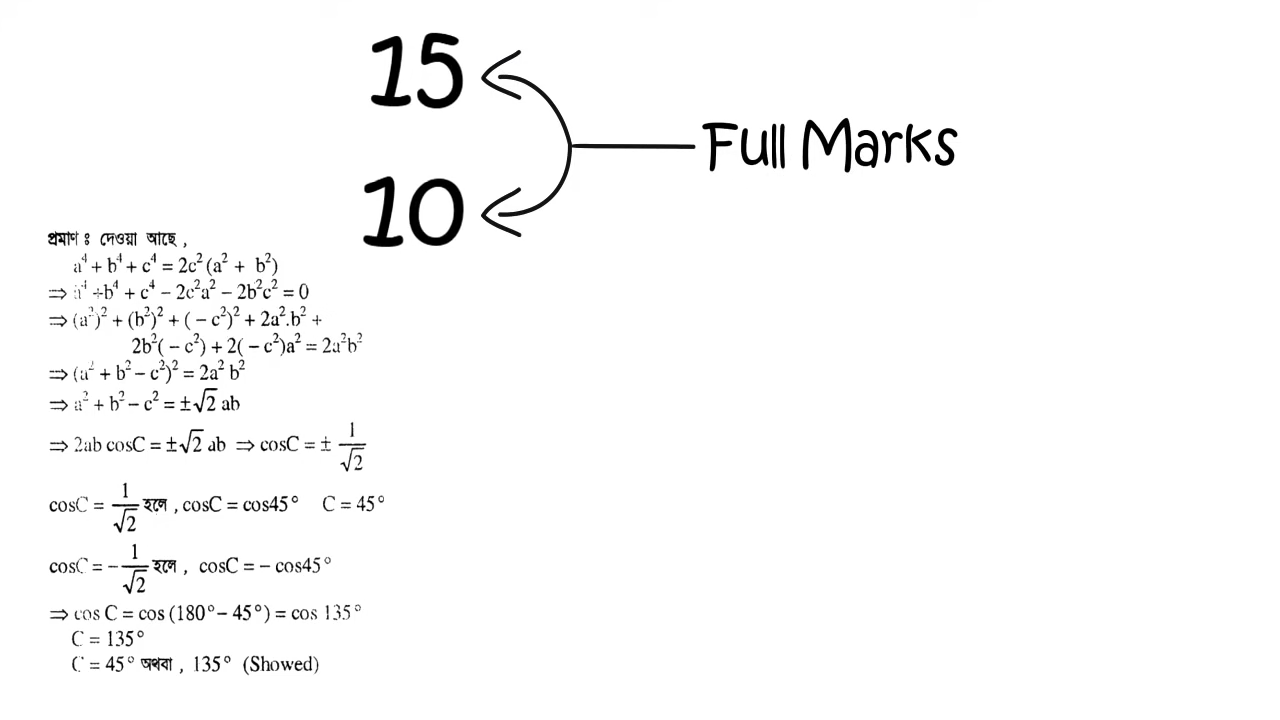 15
Full Marks
10
প্রমাণ ঃ দেওয়া আছে ,
a⁴ + b⁴ + c⁴ = 2c² (a² + b²)
⇒ a⁴ + b⁴ + c⁴ − 2c²a² − 2b²c² = 0
⇒ (a²)² + (b²)² + ( − c²)² + 2a².b² +
2b²( − c²) + 2( − c²)a² = 2a²b²
⇒ (a² + b² − c²)² = 2a² b²
⇒ a² + b² − c² = ±√2 ab
⇒ 2ab cosC = ±√2 ab ⇒ cosC = ± 1/√2
cosC = 1/√2 হলে , cosC = cos45° C = 45°
cosC = − 1/√2 হলে , cosC = − cos45°
⇒ cos C = cos (180° − 45°) = cos 135°
C = 135°
C = 45° অথবা , 135° (Showed)